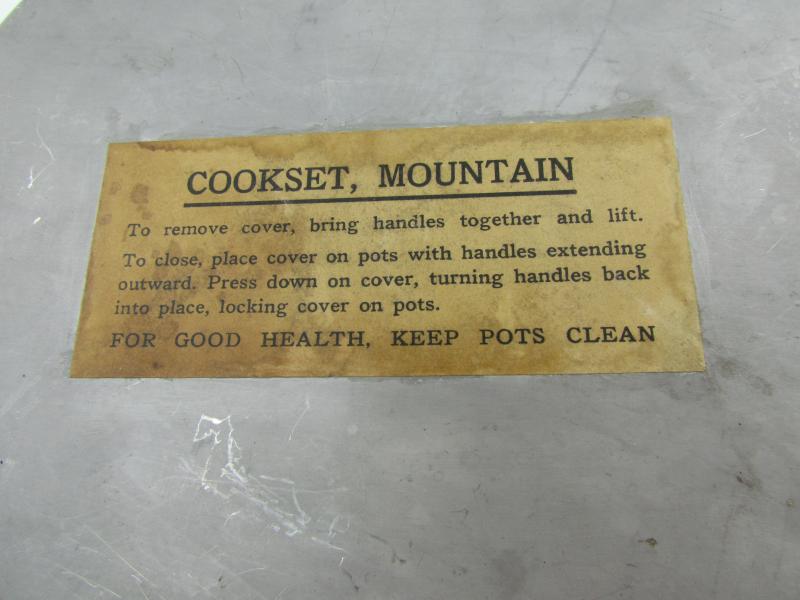 COOKSET, MOUNTAIN
To remove cover, bring handles together and lift.
To close, place cover on pots with handles extending
outward. Press down on cover, turning handles back
into place, locking cover on pots.
FOR GOOD HEALTH, KEEP POTS CLEAN